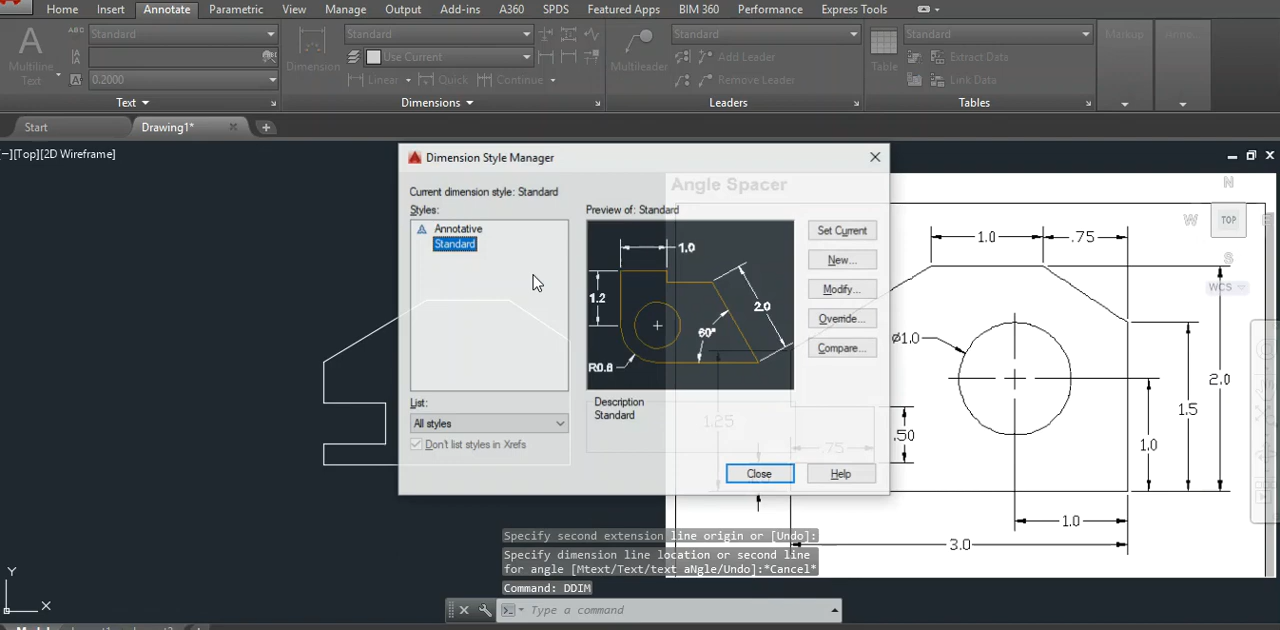 Home Insert Annotate Parametric View Manage Output Add-ins A360 SPDS Featured Apps BIM 360 Performance Express Tools
A ABC Standard Standard Standard Standard Markup
Use Current Extract Data
Multiline Text Dimension Multileader Add Leader Table
0.2000 Linear Quick Continue Remove Leader Link Data
Text Dimensions Leaders Tables
Start Drawing1*
[−][Top][2D Wireframe]
Dimension Style Manager
Angle Spacer
N
W TOP
S
WCS
Current dimension style: Standard
Styles:
Annotative
Standard
List:
All styles
Don't list styles in Xrefs
Preview of: Standard
1.0
1.2
2.0
60°
R0.8
Description
Standard
Set Current
New...
Modify...
Override...
Compare...
Close Help
1.0 .75
Ø1.0
2.0
1.5
1.0
1.25
.50
.75
1.0
3.0
Specify second extension line origin or [Undo]:
Specify dimension line location or second line
for angle [Mtext/Text/text aNgle/Undo]:*Cancel*
Command: DDIM
Type a command
Y
X